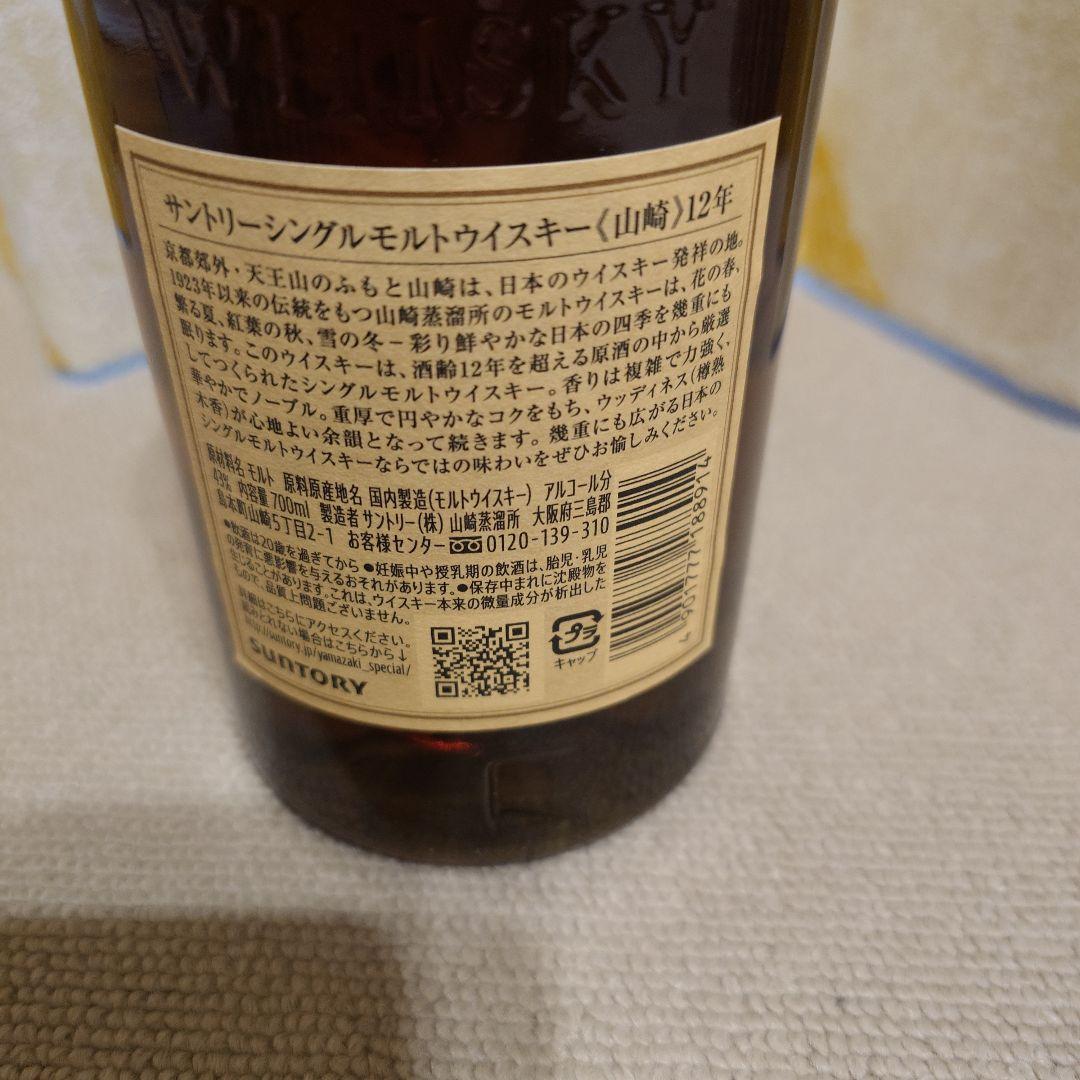 WHISKY
サントリーシングルモルトウイスキー《山崎》12年
京都郊外・天王山のふもと山崎は、日本のウイスキー発祥の地。
1923年以来の伝統をもつ山崎蒸溜所のモルトウイスキーは、花の春、
繁る夏、紅葉の秋、雪の冬－彩り鮮やかな日本の四季を幾重にも
眠ります。このウイスキーは、酒齢12年を超える原酒の中から厳選
してつくられたシングルモルトウイスキー。香りは複雑で力強く、
華やかでノーブル。重厚で円やかなコクをもち、ウッディネス(樽熟
木香)が心地よい余韻となって続きます。幾重にも広がる日本の
シングルモルトウイスキーならではの味わいをぜひお愉しみください。
原材料名 モルト 原料原産地名 国内製造(モルトウイスキー) アルコール分
43% 内容量 700ml 製造者 サントリー(株) 山崎蒸溜所 大阪府三島郡
島本町山崎5丁目2-1 お客様センター 0120-139-310
●飲酒は20歳を過ぎてから ●妊娠中や授乳期の飲酒は、胎児・乳児
の発育に悪影響を与えるおそれがあります。●保存中まれに沈殿物を
生じることがあります。これは、ウイスキー本来の微量成分が析出した
もので、品質上問題ございません。
詳細はこちらにアクセスください。
読みとれない場合はこちらから↓
http://suntory.jp/yamazaki_special/
SUNTORY
プラ
キャップ
4901777188914